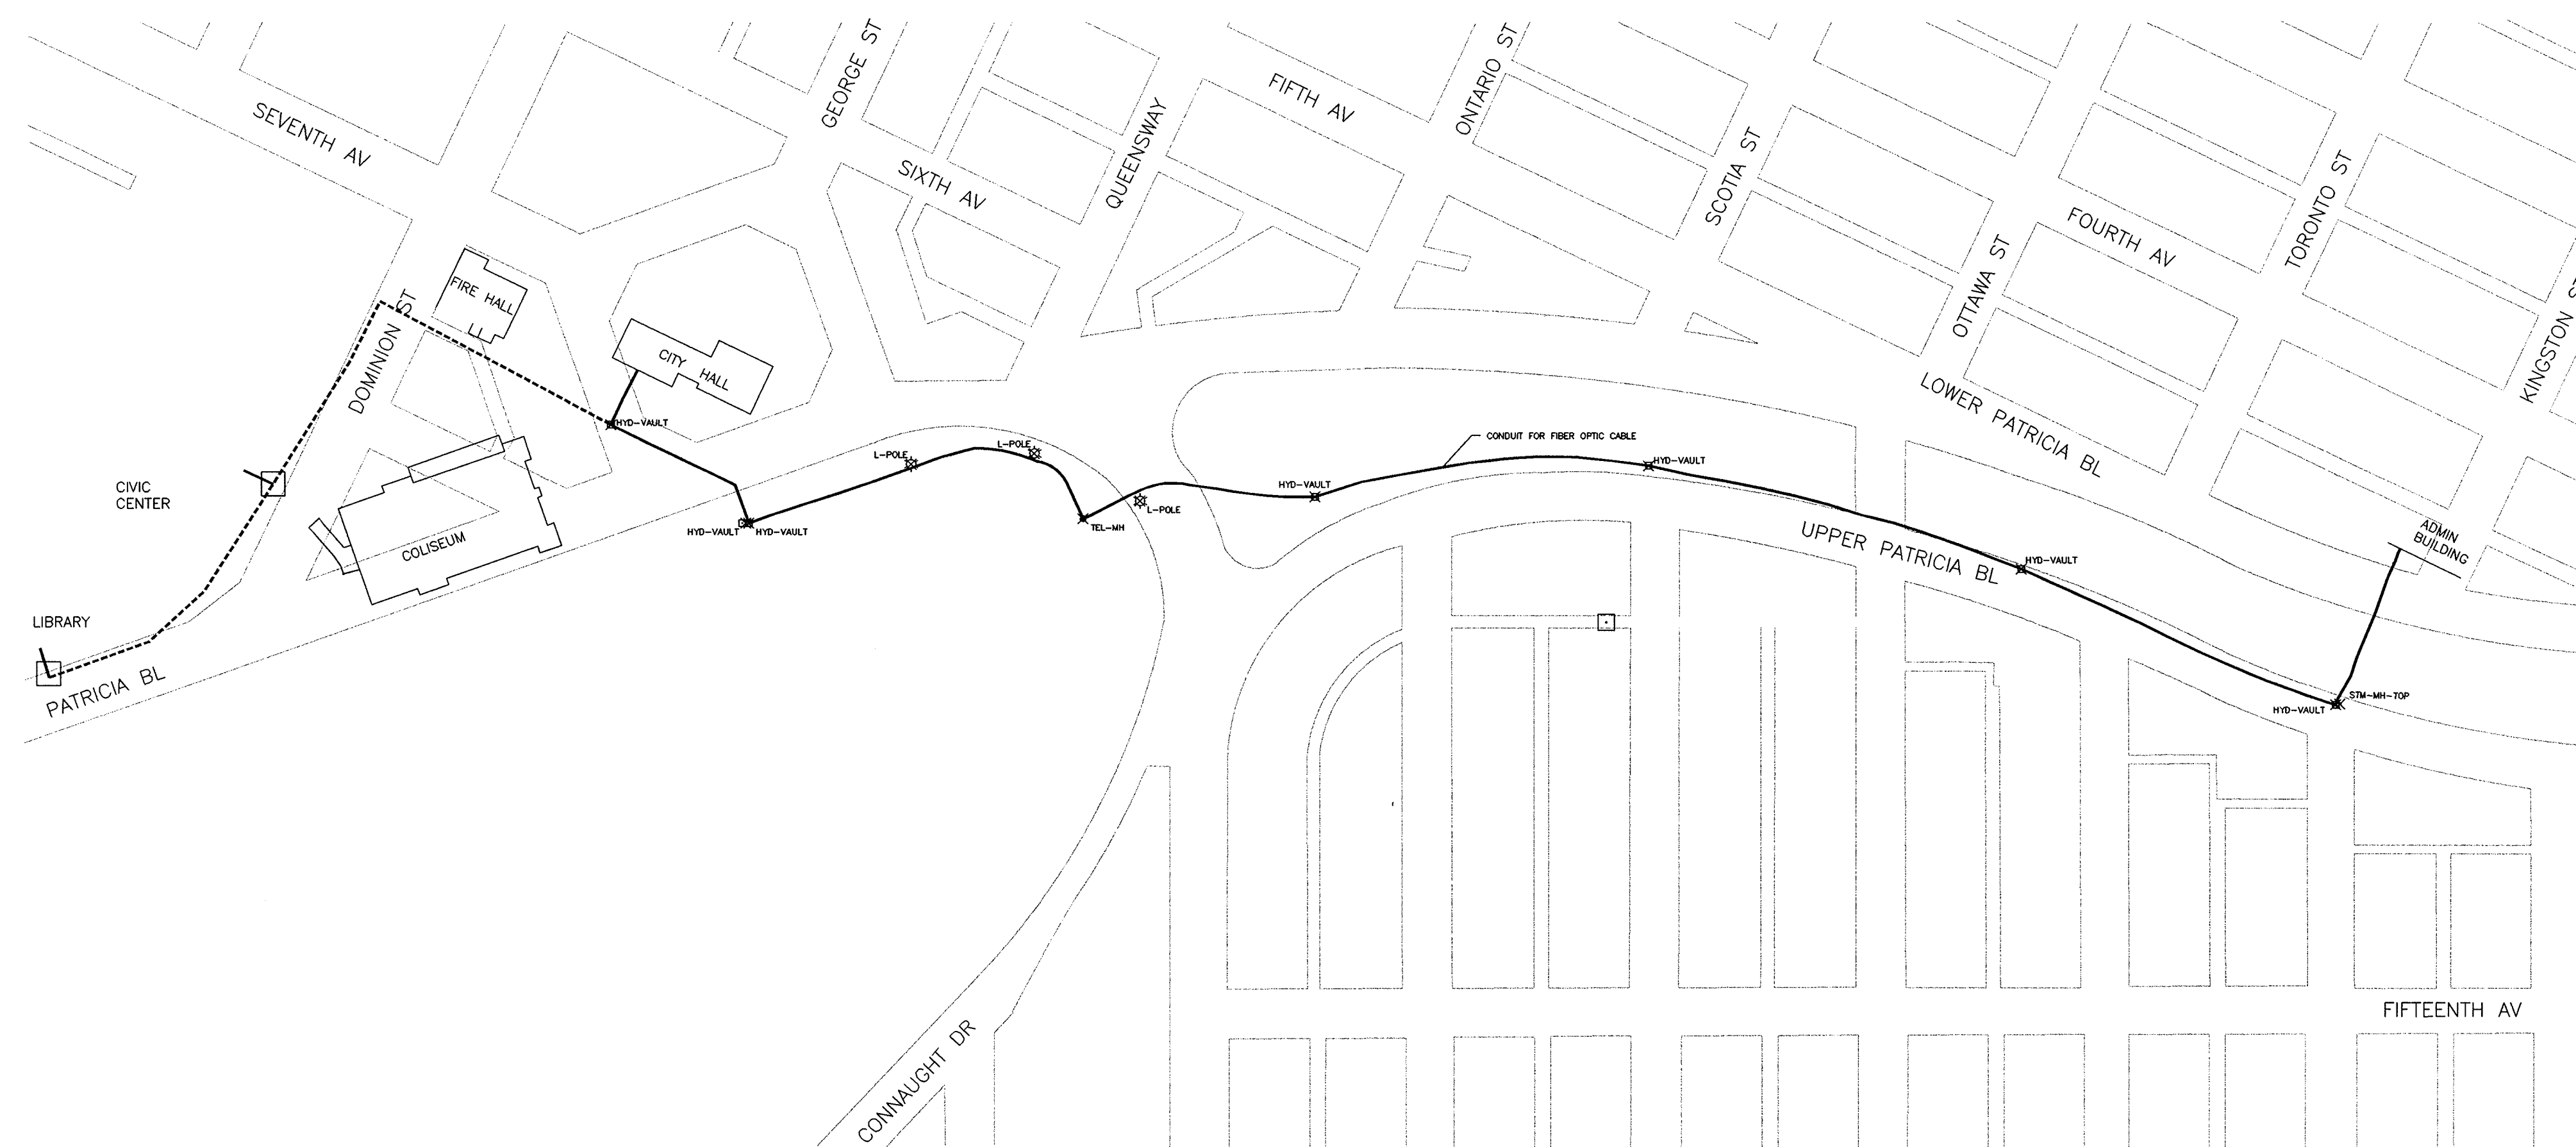 GEORGE ST
ONTARIO ST
SEVENTH AV
FIFTH AV
QUEENSWAY
SIXTH AV
SCOTIA ST
TORONTO ST
FOURTH AV
OTTAWA ST
KINGSTON
FIRE HALL
DOMINION ST
CITY HALL
LOWER PATRICIA BL
HYD-VAULT
L-POLE
L-POLE
CONDUIT FOR FIBER OPTIC CABLE
HYD-VAULT
HYD-VAULT
CIVIC
CENTER
L-POLE
TEL-MH
HYD-VAULT
HYD-VAULT
COLISEUM
UPPER PATRICIA BL
ADMIN
BUILDING
HYD-VAULT
LIBRARY
PATRICIA BL
STM-MH-TOP
HYD-VAULT
FIFTEENTH AV
CONNAUGHT DR